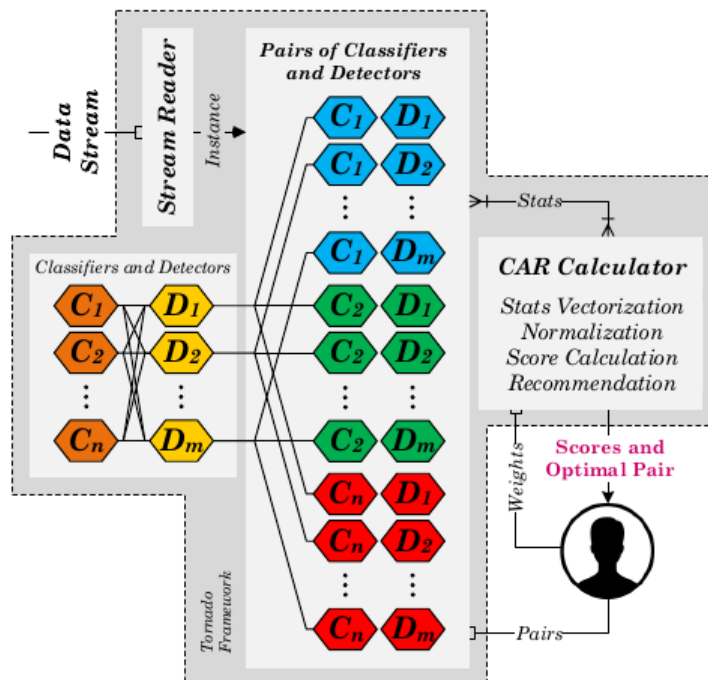 Data
Stream
Stream Reader
Instance
Pairs of Classifiers
and Detectors
C1 D1
C1 D2
⋮ ⋮
C1 Dm
C2 D1
C2 D2
⋮ ⋮
C2 Dm
Cn D1
Cn D2
⋮ ⋮
Cn Dm
Classifiers and Detectors
C1 D1
C2 D2
⋮ ⋮
Cn Dm
Stats
CAR Calculator
Stats Vectorization
Normalization
Score Calculation
Recommendation
Weights
Scores and
Optimal Pair
Pairs
Tornado
Framework